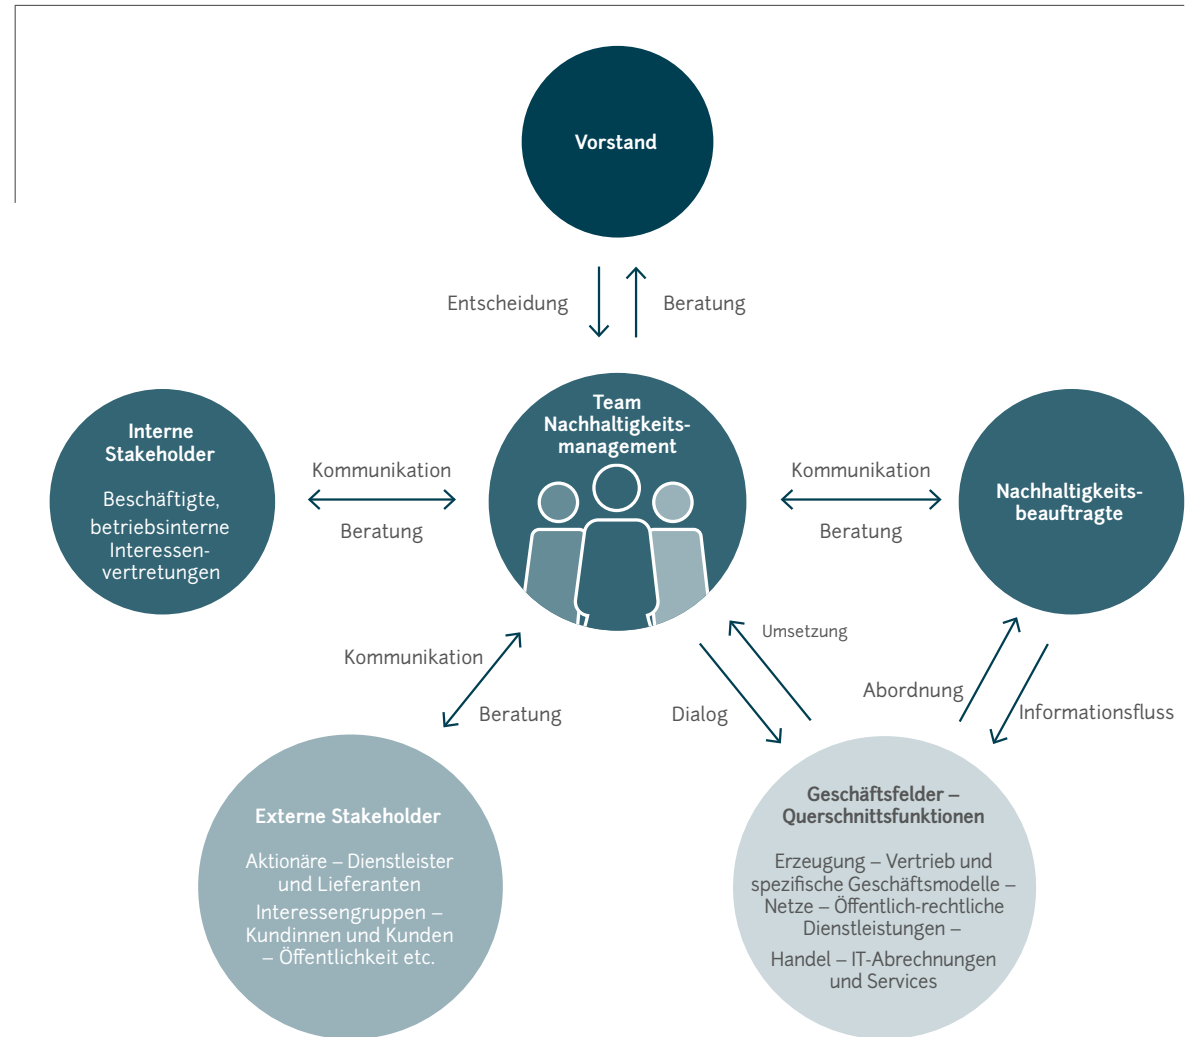 Vorstand
Entscheidung
Beratung
Team
Nachhaltigkeits-
management
Interne
Stakeholder
Beschäftigte,
betriebsinterne
Interessen-
vertretungen
Kommunikation
Beratung
Kommunikation
Beratung
Nachhaltigkeits-
beauftragte
Kommunikation
Beratung
Umsetzung
Dialog
Abordnung
Informationsfluss
Externe Stakeholder
Aktionäre – Dienstleister
und Lieferanten
Interessengruppen –
Kundinnen und Kunden
– Öffentlichkeit etc.
Geschäftsfelder –
Querschnittsfunktionen
Erzeugung – Vertrieb und
spezifische Geschäftsmodelle –
Netze – Öffentlich-rechtliche
Dienstleistungen –
Handel – IT-Abrechnungen
und Services